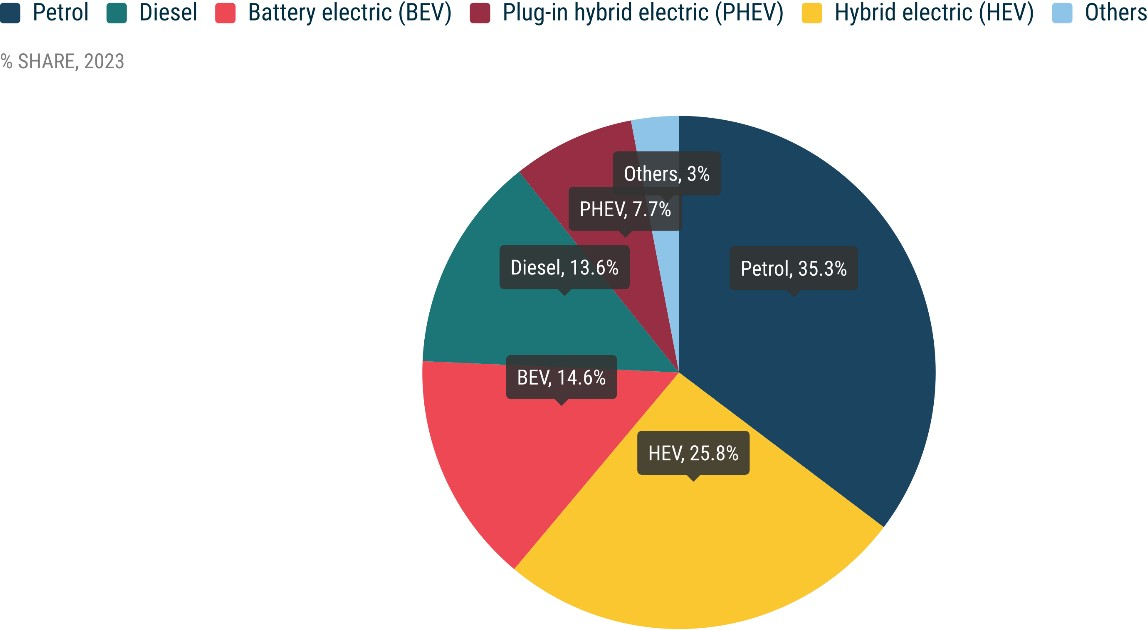 Petrol Diesel Battery electric (BEV) Plug-in hybrid electric (PHEV) Hybrid electric (HEV) Others
% SHARE, 2023
Others, 3%
PHEV, 7.7%
Diesel, 13.6%
Petrol, 35.3%
BEV, 14.6%
HEV, 25.8%